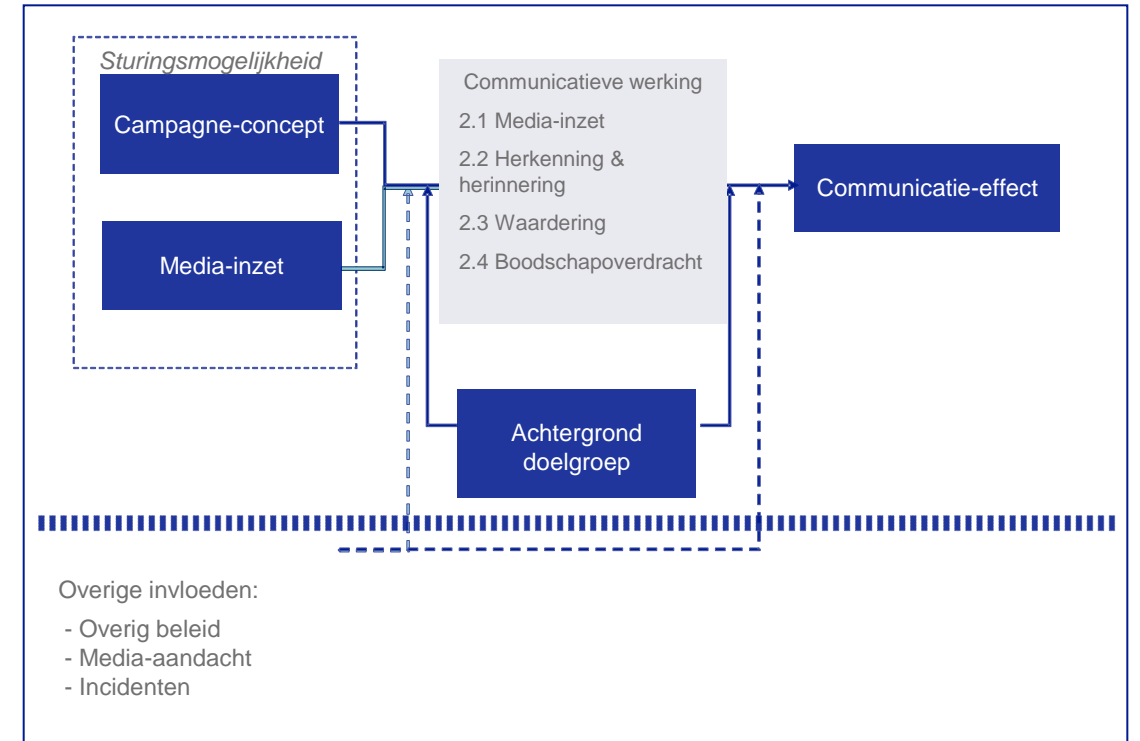 Sturingsmogelijkheid
Campagne-concept
Media-inzet
Communicatieve werking
2.1 Media-inzet
2.2 Herkenning &
herinnering
2.3 Waardering
2.4 Boodschapoverdracht
Communicatie-effect
Achtergrond
doelgroep
Overige invloeden:
- Overig beleid
- Media-aandacht
- Incidenten